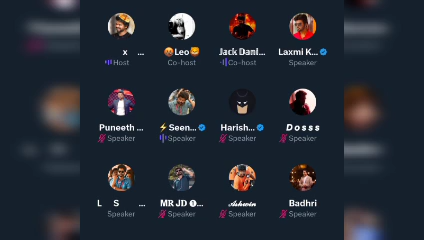 x ...
🦁Leo😊
Jack Danl...
Laxmi K...
Host
Co-host
Co-host
Speaker
Puneeth ...
⚡Seen...
Harish...
Dosss
Speaker
Speaker
Speaker
Speaker
L S ...
MR JD ❶...
Ashwin
Badhri
Speaker
Speaker
Speaker
Speaker